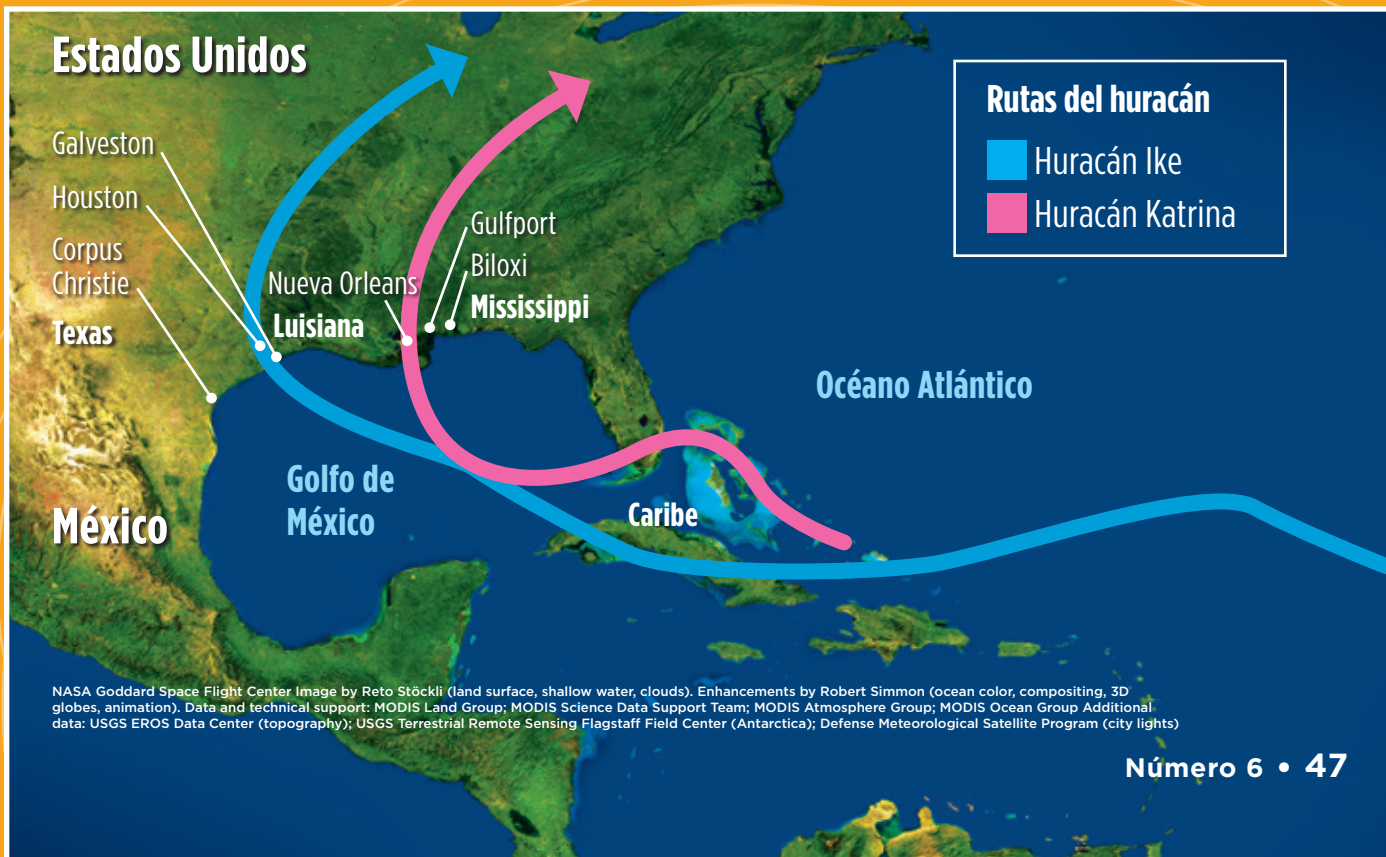 Estados Unidos
Galveston
Houston
Corpus
Christie
Texas
México
Nueva Orleans
Luisiana
Gulfport
Biloxi
Mississippi
Golfo de
México
Caribe
Océano Atlántico
Rutas del huracán
Huracán Ike
Huracán Katrina
NASA Goddard Space Flight Center Image by Reto Stöckli (land surface, shallow water, clouds). Enhancements by Robert Simmon (ocean color, compositing, 3D
globes, animation). Data and technical support: MODIS Land Group; MODIS Science Data Support Team; MODIS Atmosphere Group; MODIS Ocean Group Additional
data: USGS EROS Data Center (topography); USGS Terrestrial Remote Sensing Flagstaff Field Center (Antarctica); Defense Meteorological Satellite Program (city lights)
Número 6 • 47